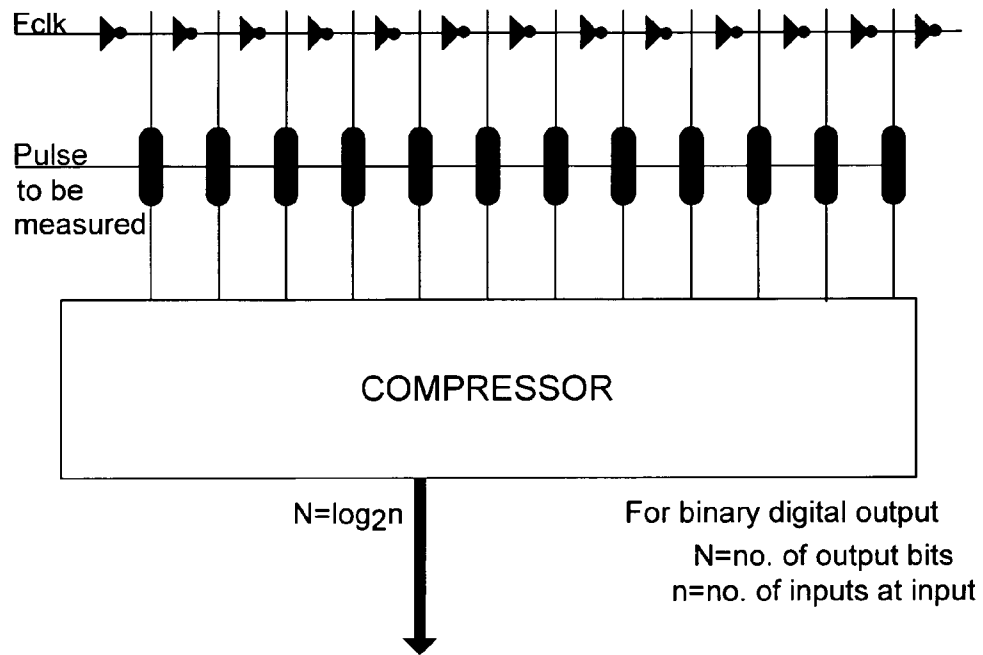 Fclk
Pulse
to be
measured
COMPRESSOR
N=log2n
For binary digital output
N=no. of output bits
n=no. of inputs at input